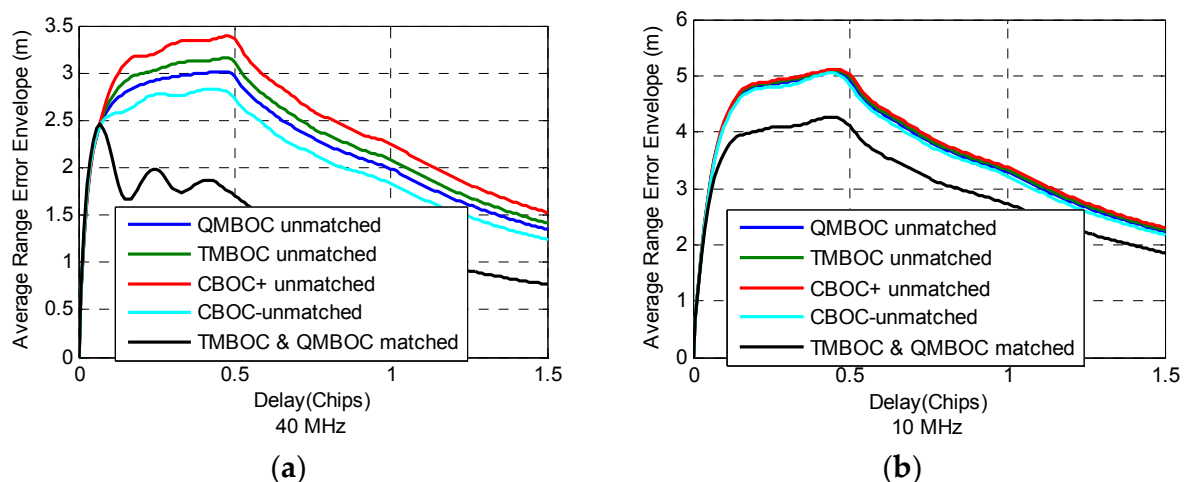 Average Range Error Envelope (m)
3.5
3
2.5
2
1.5
1
0.5
0
QMBOC unmatched
TMBOC unmatched
CBOC+ unmatched
CBOC-unmatched
TMBOC & QMBOC matched
0 0.5 1 1.5
Delay(Chips)
40 MHz
(a)
Average Range Error Envelope (m)
6
5
4
3
2
1
0
QMBOC unmatched
TMBOC unmatched
CBOC+ unmatched
CBOC-unmatched
TMBOC & QMBOC matched
0 0.5 1 1.5
Delay(Chips)
10 MHz
(b)